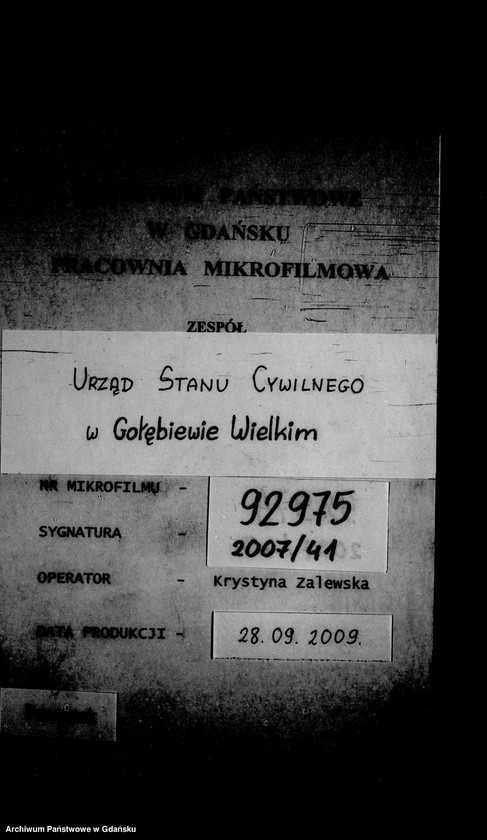 PAŃSTWOWE
W GDAŃSKU
PRACOWNIA MIKROFILMOWA
ZESPÓŁ
URZĄD STANU CYWILNEGO
w Gołębiewie Wielkim
NR MIKROFILMU - 92975
SYGNATURA - 2007/41
OPERATOR - Krystyna Zalewska
DATA PRODUKCJI - 28.09.2009.
Archiwum Państwowe w Gdańsku